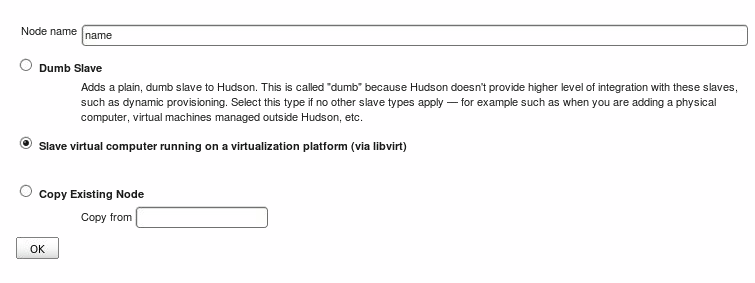 Node name name
Dumb Slave
Adds a plain, dumb slave to Hudson. This is called "dumb" because Hudson doesn't provide higher level of integration with these slaves,
such as dynamic provisioning. Select this type if no other slave types apply — for example such as when you are adding a physical
computer, virtual machines managed outside Hudson, etc.
Slave virtual computer running on a virtualization platform (via libvirt)
Copy Existing Node
Copy from
OK